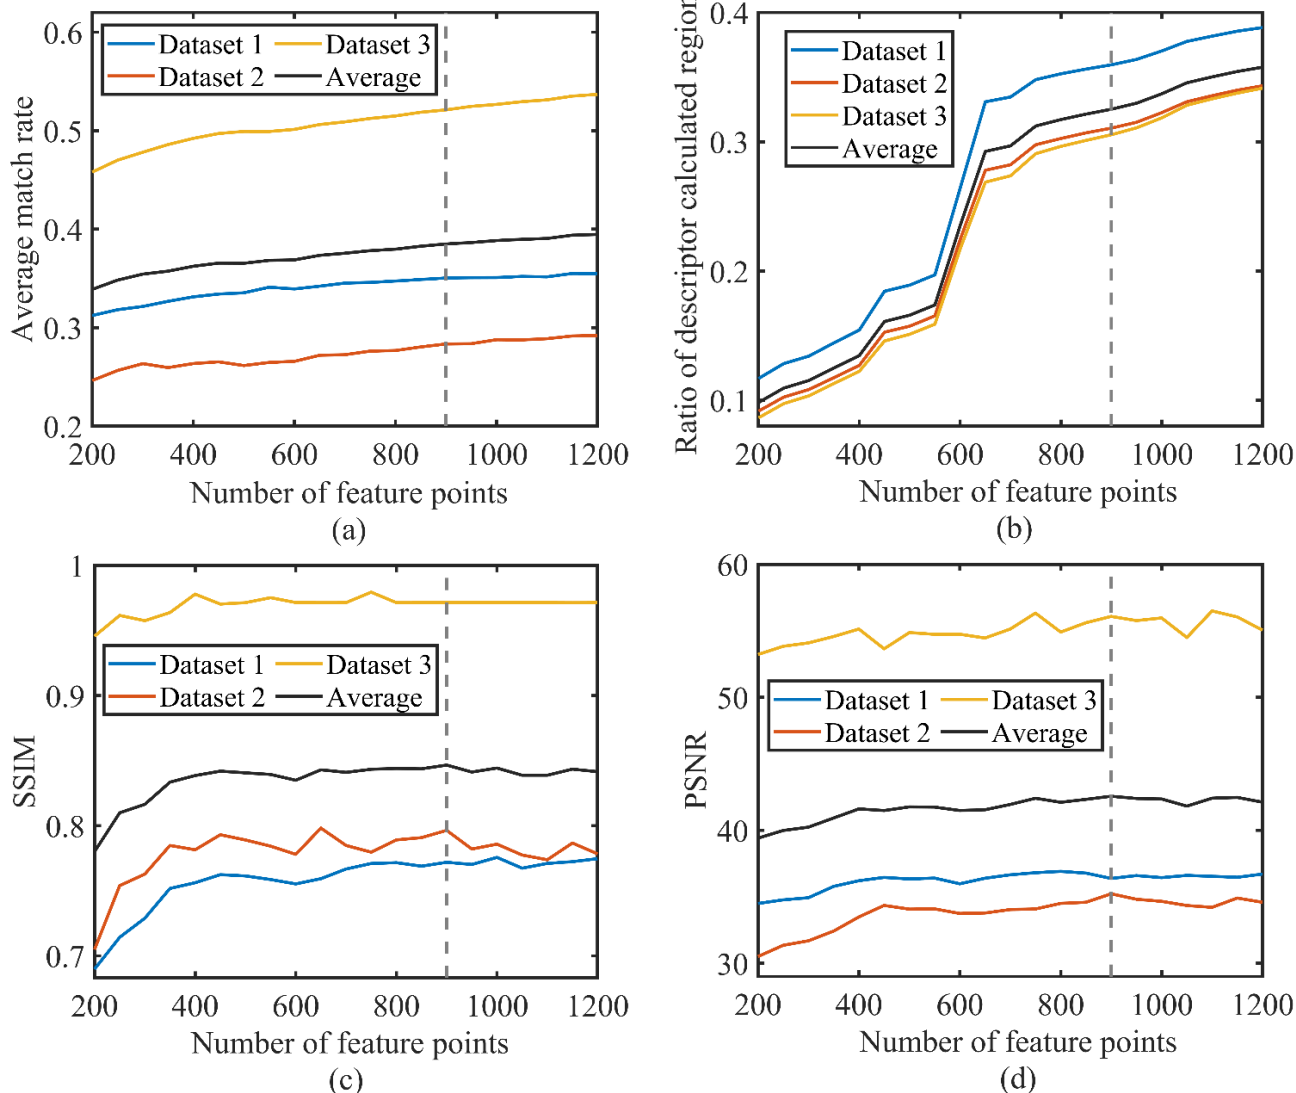 Average match rate
0.6
0.5
0.4
0.3
0.2
Dataset 1 Dataset 3
Dataset 2 Average
200 400 600 800 1000 1200
Number of feature points
(a)
Ratio of descriptor calculated region
0.4
0.3
0.2
0.1
Dataset 1
Dataset 2
Dataset 3
Average
200 400 600 800 1000 1200
Number of feature points
(b)
SSIM
1
0.9
0.8
0.7
Dataset 1 Dataset 3
Dataset 2 Average
200 400 600 800 1000 1200
Number of feature points
(c)
PSNR
60
50
40
30
Dataset 1 Dataset 3
Dataset 2 Average
200 400 600 800 1000 1200
Number of feature points
(d)